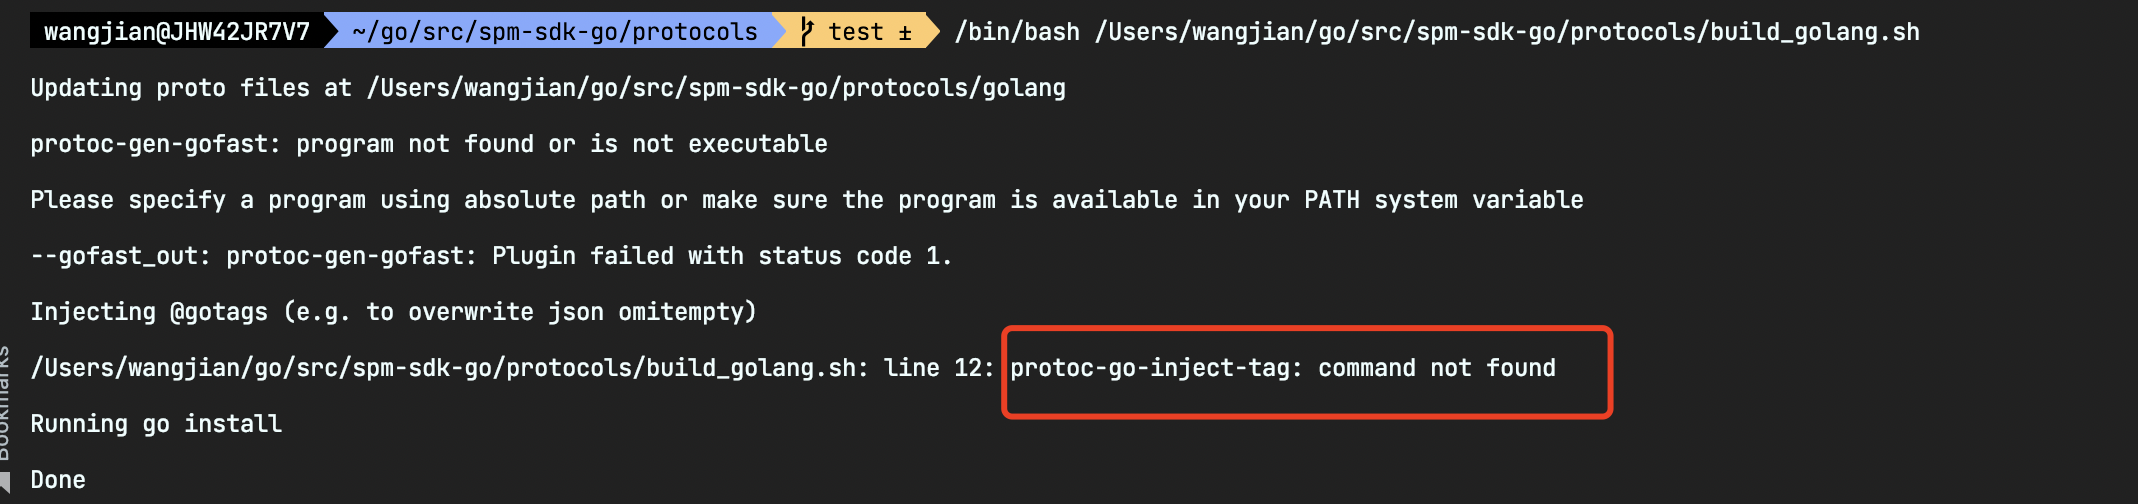 wangjian@JHW42JR7V7 ~/go/src/spm-sdk-go/protocols test ± /bin/bash /Users/wangjian/go/src/spm-sdk-go/protocols/build_golang.sh
Updating proto files at /Users/wangjian/go/src/spm-sdk-go/protocols/golang
protoc-gen-gofast: program not found or is not executable
Please specify a program using absolute path or make sure the program is available in your PATH system variable
--gofast_out: protoc-gen-gofast: Plugin failed with status code 1.
Injecting @gotags (e.g. to overwrite json omitempty)
/Users/wangjian/go/src/spm-sdk-go/protocols/build_golang.sh: line 12: protoc-go-inject-tag: command not found
Running go install
Done
Bookmarks